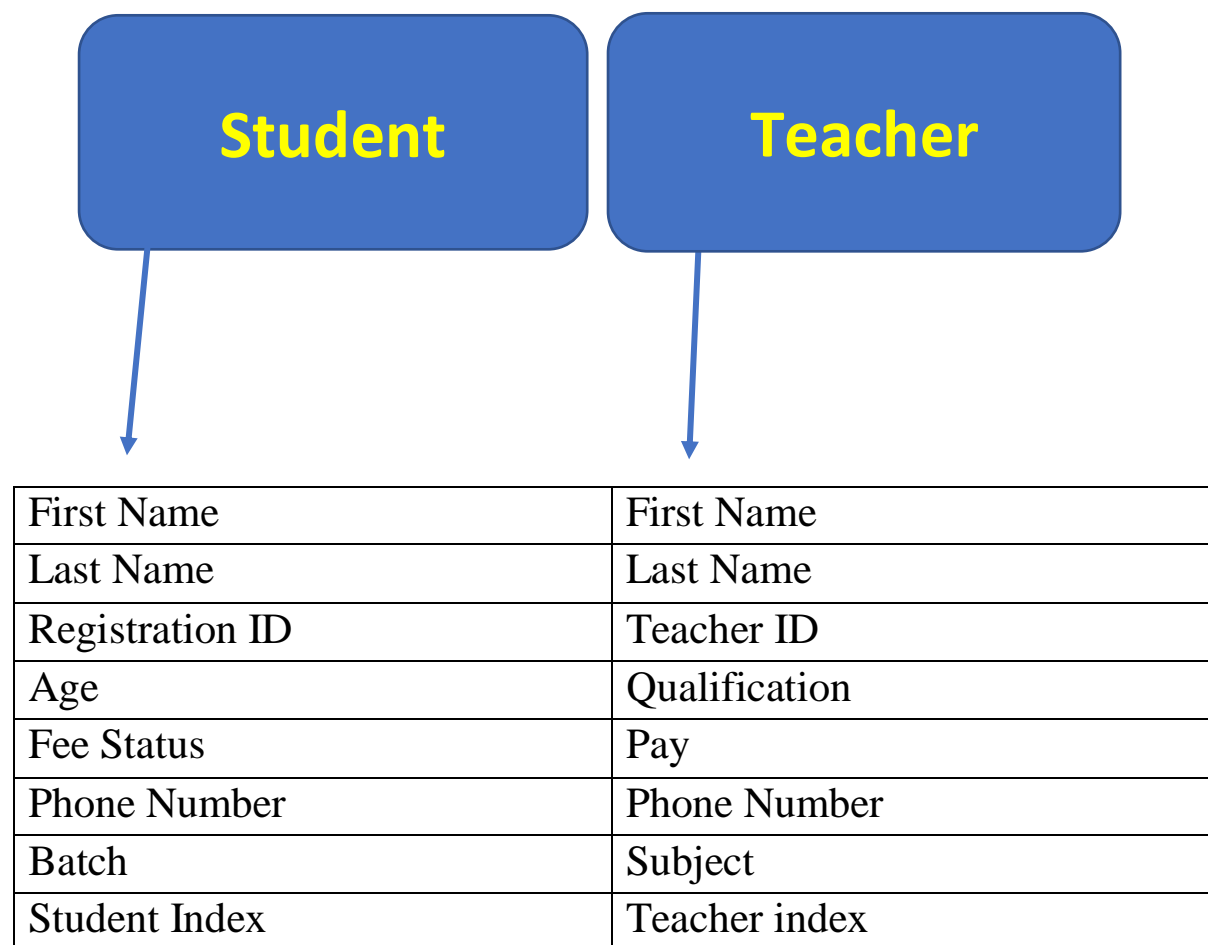 Student
Teacher
First Name
First Name
Last Name
Last Name
Registration ID
Teacher ID
Age
Qualification
Fee Status
Pay
Phone Number
Phone Number
Batch
Subject
Student Index
Teacher index